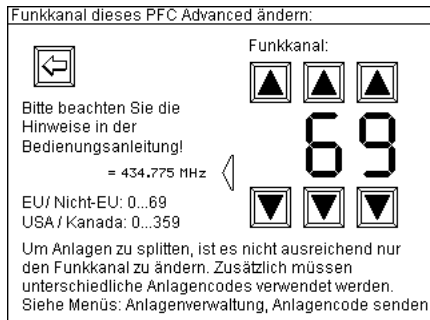 Funkkanal dieses PFC Advanced ändern:
Funkkanal:
69
Bitte beachten Sie die
Hinweise in der
Bedienungsanleitung!
= 434.775 MHz
EU/ Nicht-EU: 0...69
USA / Kanada: 0...359
Um Anlagen zu splitten, ist es nicht ausreichend nur
den Funkkanal zu ändern. Zusätzlich müssen
unterschiedliche Anlagencodes verwendet werden.
Siehe Menüs: Anlagenverwaltung, Anlagencode senden